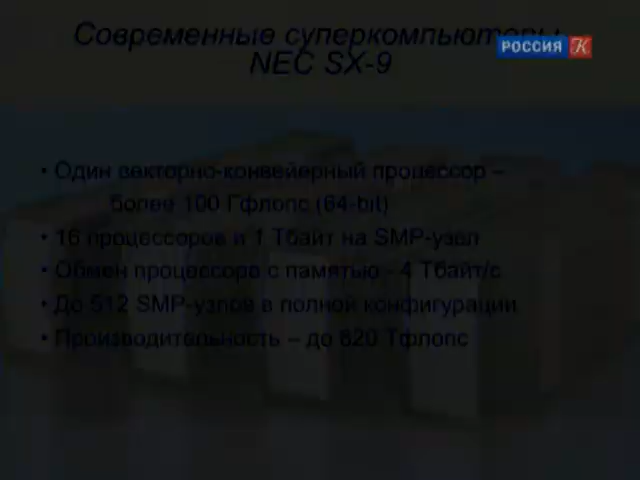 Современные суперкомпьютеры
РОССИЯ К
NEC SX-9
• Один векторно-конвейерный процессор –
более 100 Гфлопс (64-bit)
• 16 процессоров и 1 Тбайт на SMP-узел
• Обмен процессора с памятью - 4 Тбайт/с
• До 512 SMP-узлов в полной конфигурации
• Производительность – до 820 Тфлопс